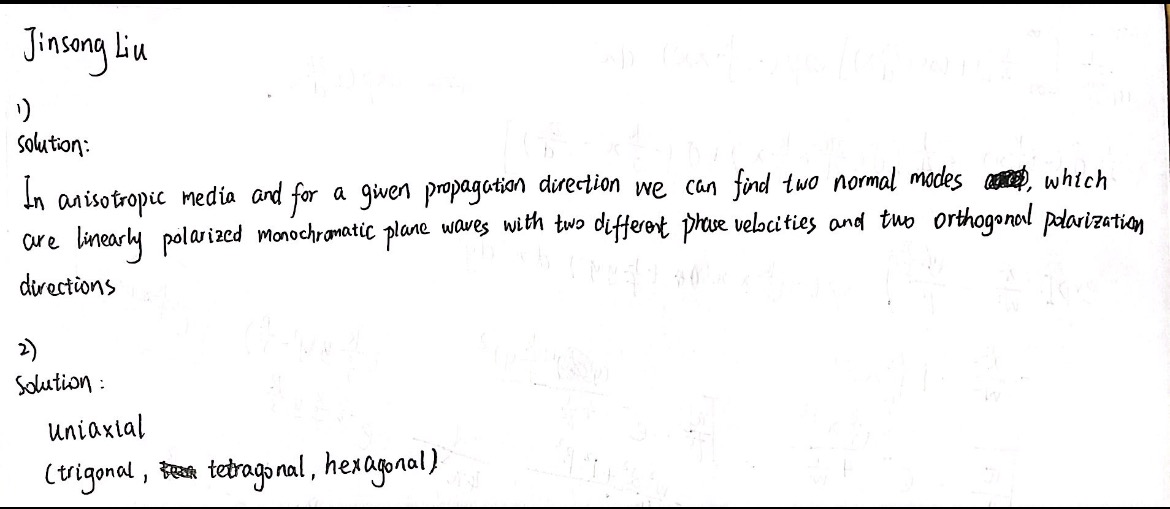 Jinsong Liu
1)
solution:
In anisotropic media and for a given propagation direction we can find two normal modes, which
are linearly polarized monochromatic plane waves with two different phase velocities and two orthogonal polarization
directions
2)
Solution:
uniaxial
(trigonal, tetragonal, hexagonal)